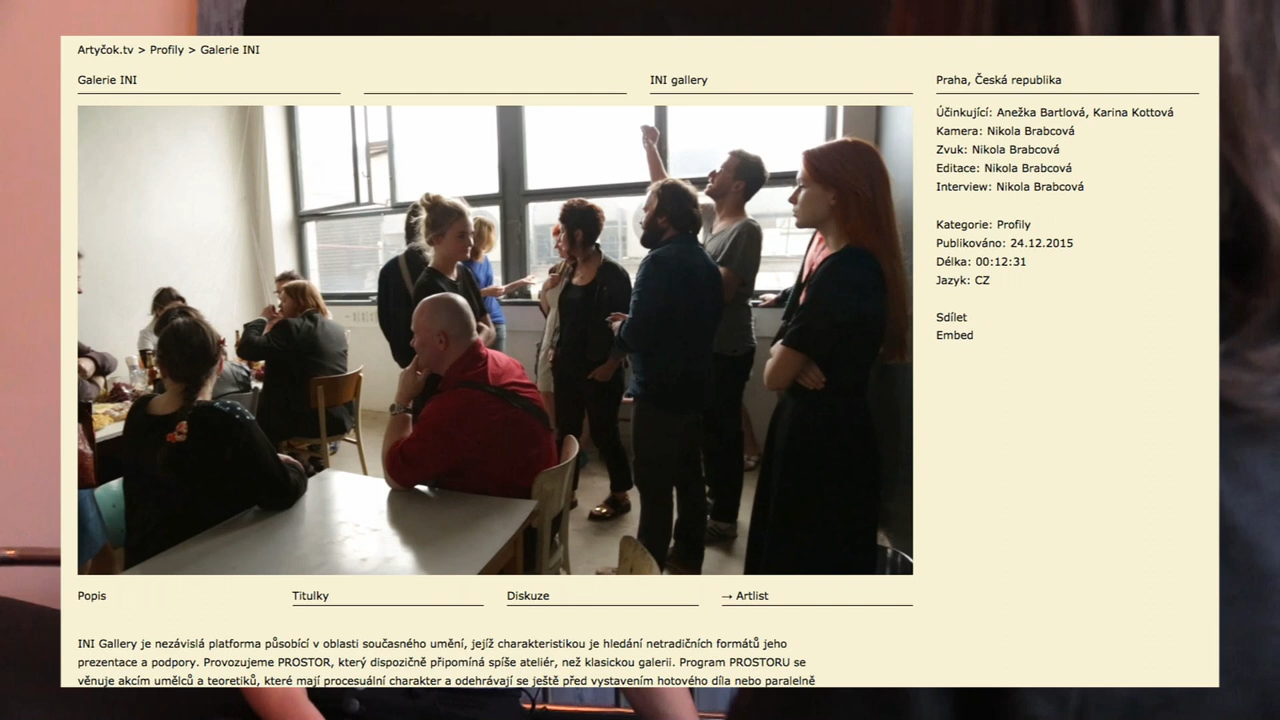 Artyčok.tv > Profily > Galerie INI
Galerie INI
INI gallery
Praha, Česká republika
Účinkující: Anežka Bartlová, Karina Kottová
Kamera: Nikola Brabcová
Zvuk: Nikola Brabcová
Editace: Nikola Brabcová
Interview: Nikola Brabcová
Kategorie: Profily
Publikováno: 24.12.2015
Délka: 00:12:31
Jazyk: CZ
Sdílet
Embed
Popis
Titulky
Diskuze
→ Artlist
INI Gallery je nezávislá platforma působící v oblasti současného umění, jejíž charakteristikou je hledání netradičních formátů jeho
prezentace a podpory. Provozujeme PROSTOR, který dispozičně připomíná spíše ateliér, než klasickou galerii. Program PROSTORU se
věnuje akcím umělců a teoretiků, které mají procesuální charakter a odehrávají se ještě před vystavením hotového díla nebo paralelně